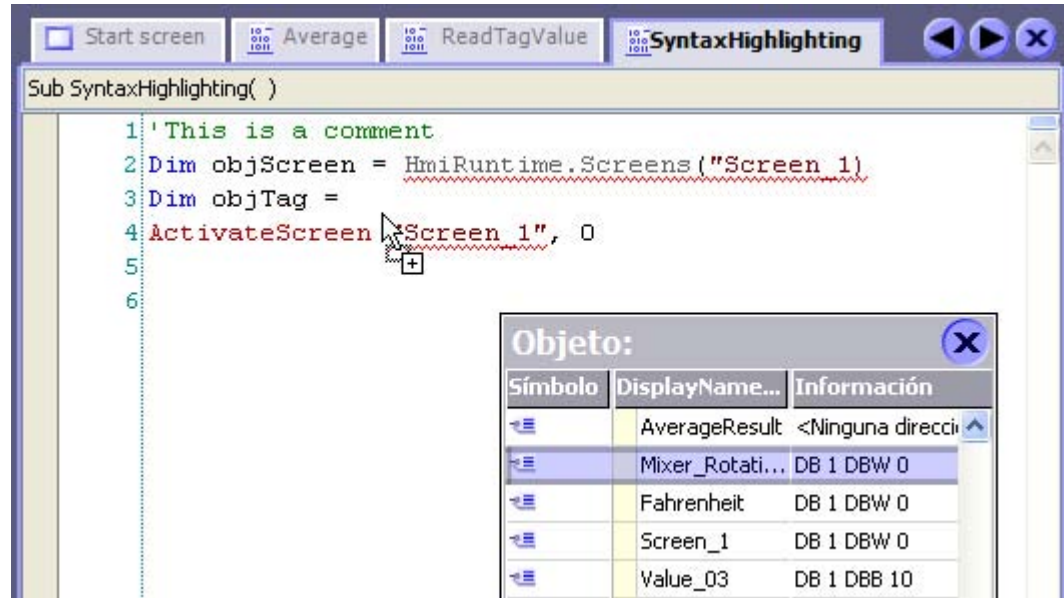 Start screen Average ReadTagValue SyntaxHighlighting
Sub SyntaxHighlighting( )
1 'This is a comment
2 Dim objScreen = HmiRuntime.Screens("Screen_1)
3 Dim objTag =
4 ActivateScreen "Screen_1", 0
5
6
Objeto:
Símbolo DisplayName... Información
AverageResult <Ninguna direcci
Mixer_Rotati... DB 1 DBW 0
Fahrenheit DB 1 DBW 0
Screen_1 DB 1 DBW 0
Value_03 DB 1 DBB 10